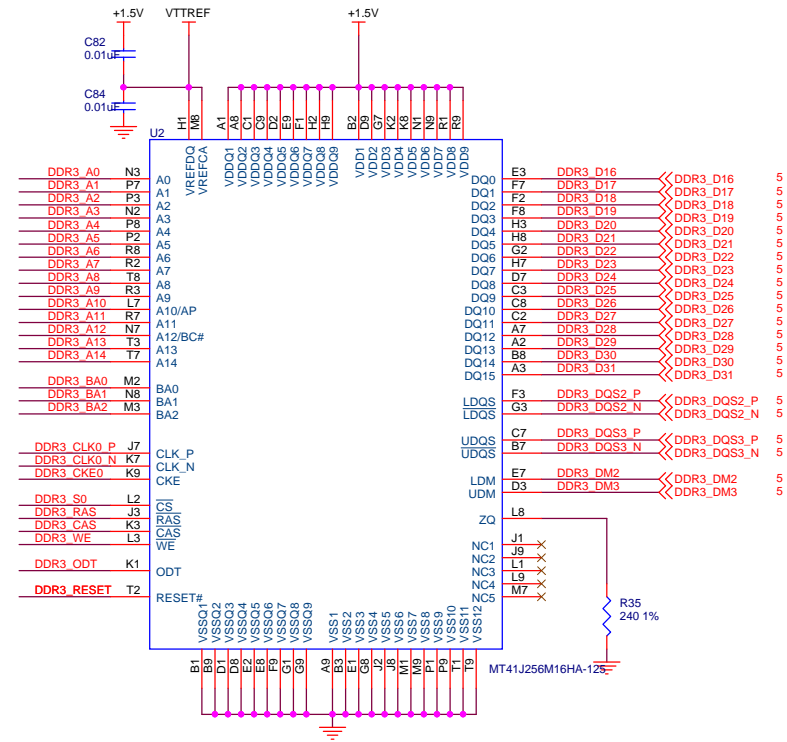 +1.5V VTTREF +1.5V
C82
0.01uF
C84
0.01uF
H1 M8 A1 A8 C1 C9 D2 E9 F1 H2 H9 B2 D9 G7 K2 K8 N1 N9 R1 R9
U2
VREFDQ VREFCA VDDQ1 VDDQ2 VDDQ3 VDDQ4 VDDQ5 VDDQ6 VDDQ7 VDDQ8 VDDQ9 VDD1 VDD2 VDD3 VDD4 VDD5 VDD6 VDD7 VDD8 VDD9
DDR3_A0 N3 A0
DDR3_A1 P7 A1
DDR3_A2 P3 A2
DDR3_A3 N2 A3
DDR3_A4 P8 A4
DDR3_A5 P2 A5
DDR3_A6 R8 A6
DDR3_A7 R2 A7
DDR3_A8 T8 A8
DDR3_A9 R3 A9
DDR3_A10 L7 A10/AP
DDR3_A11 R7 A11
DDR3_A12 N7 A12/BC#
DDR3_A13 T3 A13
DDR3_A14 T7 A14
DDR3_BA0 M2 BA0
DDR3_BA1 N8 BA1
DDR3_BA2 M3 BA2
DDR3_CLK0_P J7 CLK_P
DDR3_CLK0_N K7 CLK_N
DDR3_CKE0 K9 CKE
DDR3_S0 L2 CS
DDR3_RAS J3 RAS
DDR3_CAS K3 CAS
DDR3_WE L3 WE
DDR3_ODT K1 ODT
DDR3_RESET T2 RESET#
DQ0 E3 DDR3_D16 DDR3_D16 5
DQ1 F7 DDR3_D17 DDR3_D17 5
DQ2 F2 DDR3_D18 DDR3_D18 5
DQ3 F8 DDR3_D19 DDR3_D19 5
DQ4 H3 DDR3_D20 DDR3_D20 5
DQ5 H8 DDR3_D21 DDR3_D21 5
DQ6 G2 DDR3_D22 DDR3_D22 5
DQ7 H7 DDR3_D23 DDR3_D23 5
DQ8 D7 DDR3_D24 DDR3_D24 5
DQ9 C3 DDR3_D25 DDR3_D25 5
DQ10 C8 DDR3_D26 DDR3_D26 5
DQ11 C2 DDR3_D27 DDR3_D27 5
DQ12 A7 DDR3_D28 DDR3_D28 5
DQ13 A2 DDR3_D29 DDR3_D29 5
DQ14 B8 DDR3_D30 DDR3_D30 5
DQ15 A3 DDR3_D31 DDR3_D31 5
LDQS F3 DDR3_DQS2_P DDR3_DQS2_P 5
LDQS G3 DDR3_DQS2_N DDR3_DQS2_N 5
UDQS C7 DDR3_DQS3_P DDR3_DQS3_P 5
UDQS B7 DDR3_DQS3_N DDR3_DQS3_N 5
LDM E7 DDR3_DM2 DDR3_DM2 5
UDM D3 DDR3_DM3 DDR3_DM3 5
ZQ L8
NC1 J1
NC2 J9
NC3 L1
NC4 L9
NC5 M7
R35
240 1%
VSSQ1 VSSQ2 VSSQ3 VSSQ4 VSSQ5 VSSQ6 VSSQ7 VSSQ8 VSSQ9 VSS1 VSS2 VSS3 VSS4 VSS5 VSS6 VSS7 VSS8 VSS9 VSS10 VSS11 VSS12
B1 B9 D1 D8 E2 E8 F9 G1 G9 A9 B3 E1 G8 J2 J8 M1 M9 P1 P9 T1 T9
MT41J256M16HA-125